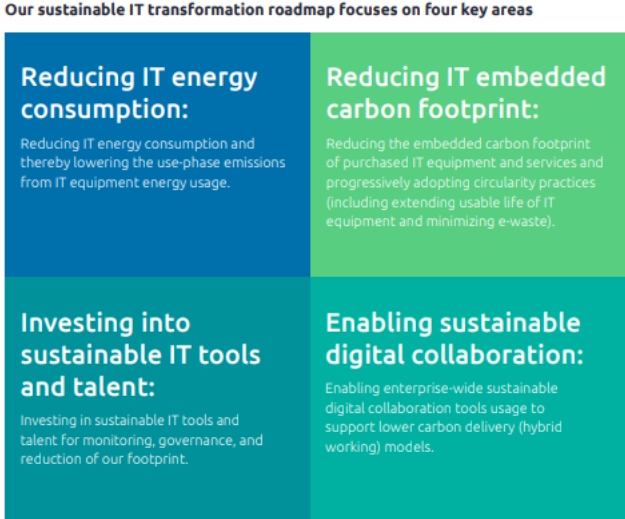 Our sustainable IT transformation roadmap focuses on four key areas
Reducing IT energy
consumption:
Reducing IT energy consumption and
thereby lowering the use-phase emissions
from IT equipment energy usage.
Reducing IT embedded
carbon footprint:
Reducing the embedded carbon footprint
of purchased IT equipment and services and
progressively adopting circularity practices
(including extending usable life of IT
equipment and minimizing e-waste).
Investing into
sustainable IT tools
and talent:
Investing in sustainable IT tools and
talent for monitoring, governance, and
reduction of our footprint.
Enabling sustainable
digital collaboration:
Enabling enterprise-wide sustainable
digital collaboration tools usage to
support lower carbon delivery (hybrid
working) models.